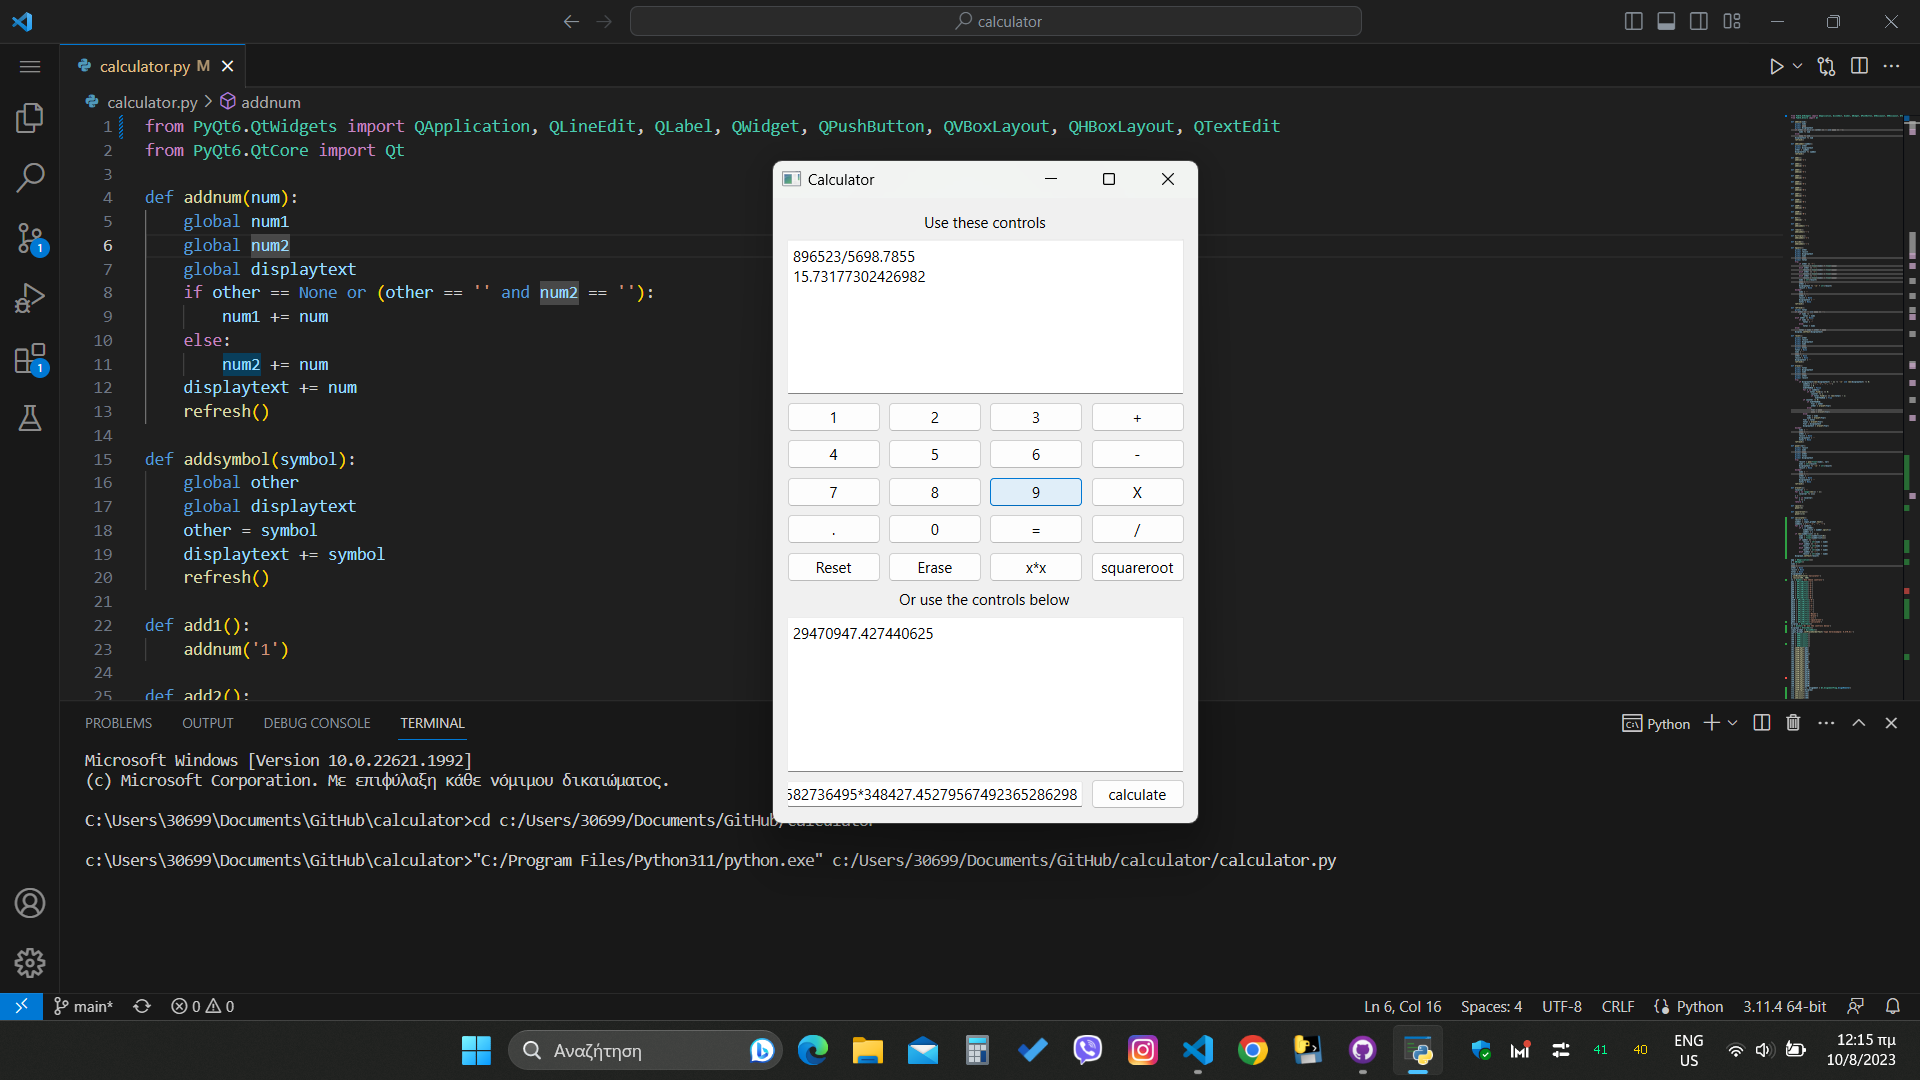 calculator
calculator.py M
calculator.py > addnum
1 from PyQt6.QtWidgets import QApplication, QLineEdit, QLabel, QWidget, QPushButton, QVBoxLayout, QHBoxLayout, QTextEdit
2 from PyQt6.QtCore import Qt
3
4 def addnum(num):
5 global num1
6 global num2
7 global displaytext
8 if other == None or (other == '' and num2 == ''):
9 num1 += num
10 else:
11 num2 += num
12 displaytext += num
13 refresh()
14
15 def addsymbol(symbol):
16 global other
17 global displaytext
18 other = symbol
19 displaytext += symbol
20 refresh()
21
22 def add1():
23 addnum('1')
24
25 def add2():
Calculator
Use these controls
896523/5698.7855
15.73177302426982
1 2 3 +
4 5 6 -
7 8 9 X
. 0 = /
Reset Erase x*x squareroot
Or use the controls below
29470947.427440625
582736495*348427.45279567492365286298 calculate
1
1
PROBLEMS OUTPUT DEBUG CONSOLE TERMINAL
Python
Microsoft Windows [Version 10.0.22621.1992]
(c) Microsoft Corporation. Με επιφύλαξη κάθε νόμιμου δικαιώματος.
C:\Users\30699\Documents\GitHub\calculator>cd c:/Users/30699/Documents/GitHub/calculator
c:\Users\30699\Documents\GitHub\calculator>"C:/Program Files/Python311/python.exe" c:/Users/30699/Documents/GitHub/calculator/calculator.py
main* 0 0 Ln 6, Col 16 Spaces: 4 UTF-8 CRLF Python 3.11.4 64-bit
Αναζήτηση
41 40
ENG
US
12:15 πμ
10/8/2023